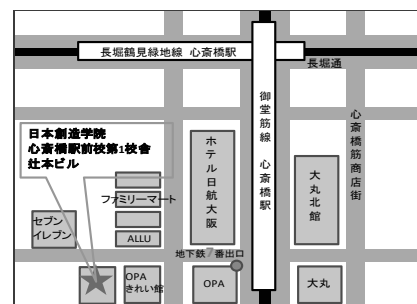 長堀鶴見緑地線 心斎橋駅
長堀通
日本創造学院
心斎橋駅前校第1校舎
辻本ビル
御堂筋線 心斎橋駅
心斎橋筋商店街
ホテル日航大阪
大丸北館
ファミリーマート
セブン
イレブン
ALLU
地下鉄7番出口
OPA
きれい館
OPA
大丸